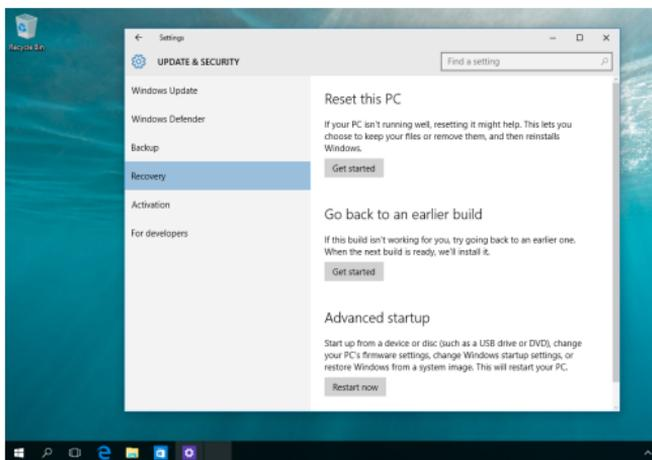 Recycle Bin
Settings
UPDATE & SECURITY
Find a setting
Windows Update
Windows Defender
Backup
Recovery
Activation
For developers
Reset this PC
If your PC isn't running well, resetting it might help. This lets you
choose to keep your files or remove them, and then reinstalls
Windows.
Get started
Go back to an earlier build
If this build isn't working for you, try going back to an earlier one.
When the next build is ready, we'll install it.
Get started
Advanced startup
Start up from a device or disc (such as a USB drive or DVD), change
your PC's firmware settings, change Windows startup settings, or
restore Windows from a system image. This will restart your PC.
Restart now